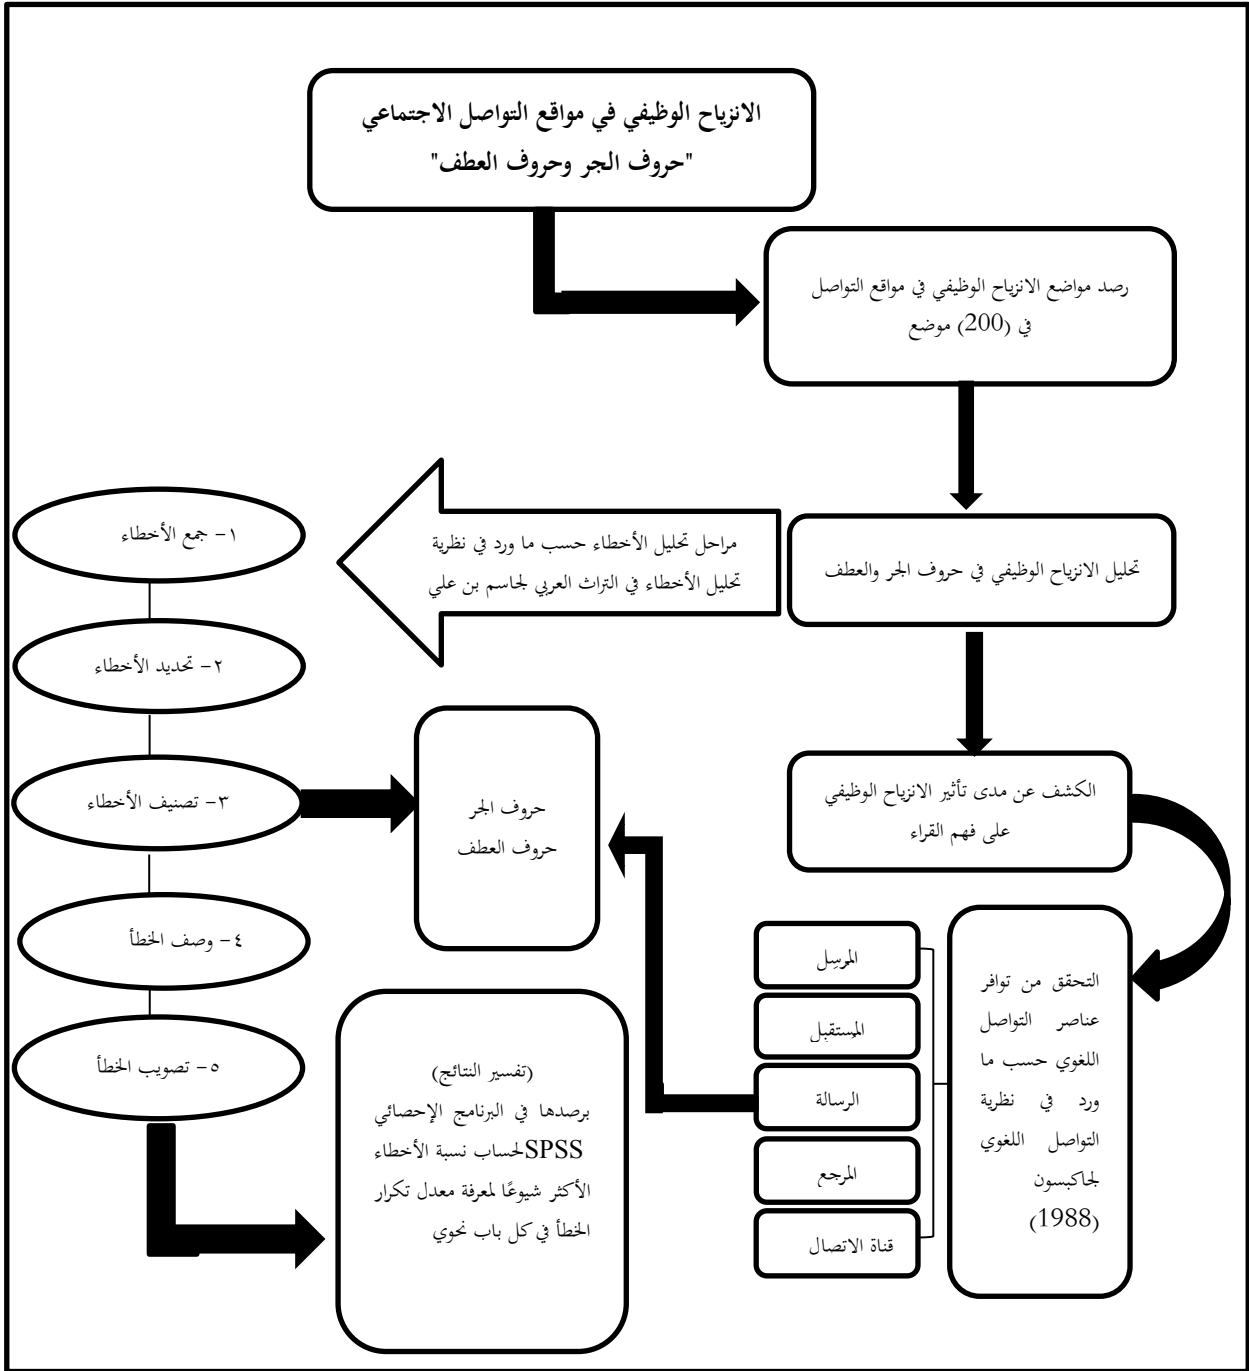 الانزياح الوظيفي في مواقع التواصل الاجتماعي
"حروف الجر وحروف العطف"
رصد مواضع الانزياح الوظيفي في مواقع التواصل
في (200) موضع
تحليل الانزياح الوظيفي في حروف الجر والعطف
مراحل تحليل الأخطاء حسب ما ورد في نظرية
تحليل الأخطاء في التراث العربي لجاسم بن علي
١- جمع الأخطاء
٢- تحديد الأخطاء
٣- تصنيف الأخطاء
٤- وصف الخطأ
٥- تصويب الخطأ
حروف الجر
حروف العطف
الكشف عن مدى تأثير الانزياح الوظيفي
على فهم القراء
التحقق من توافر
عناصر التواصل
اللغوي حسب ما
ورد في نظرية
التواصل اللغوي
لجاكبسون
(1988)
المرسِل
المستقبل
الرسالة
المرجع
قناة الاتصال
(تفسير النتائج)
برصدها في البرنامج الإحصائي
SPSSلحساب نسبة الأخطاء
الأكثر شيوعًا لمعرفة معدل تكرار
الخطأ في كل باب نحوي